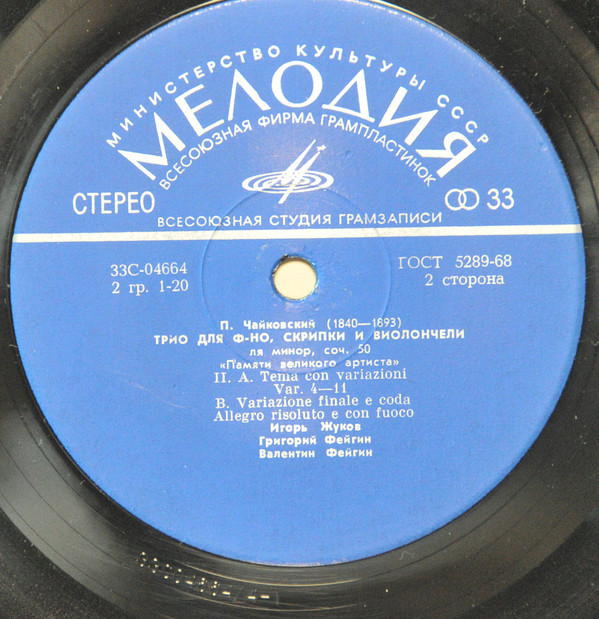 МИНИСТЕРСТВО КУЛЬТУРЫ СССР
МЕЛОДИЯ
ВСЕСОЮЗНАЯ ФИРМА ГРАМПЛАСТИНОК
СТЕРЕО
33
ВСЕСОЮЗНАЯ СТУДИЯ ГРАМЗАПИСИ
33С-04664
2 гр. 1-20
ГОСТ 5289-68
2 сторона
П. Чайковский (1840—1893)
ТРИО ДЛЯ Ф-НО, СКРИПКИ И ВИОЛОНЧЕЛИ
ля минор, соч. 50
«Памяти великого артиста»
II. A. Tema con variazioni
Var. 4—11
B. Variazione finale e coda
Allegro risoluto e con fuoco
Игорь Жуков
Григорий Фейгин
Валентин Фейгин